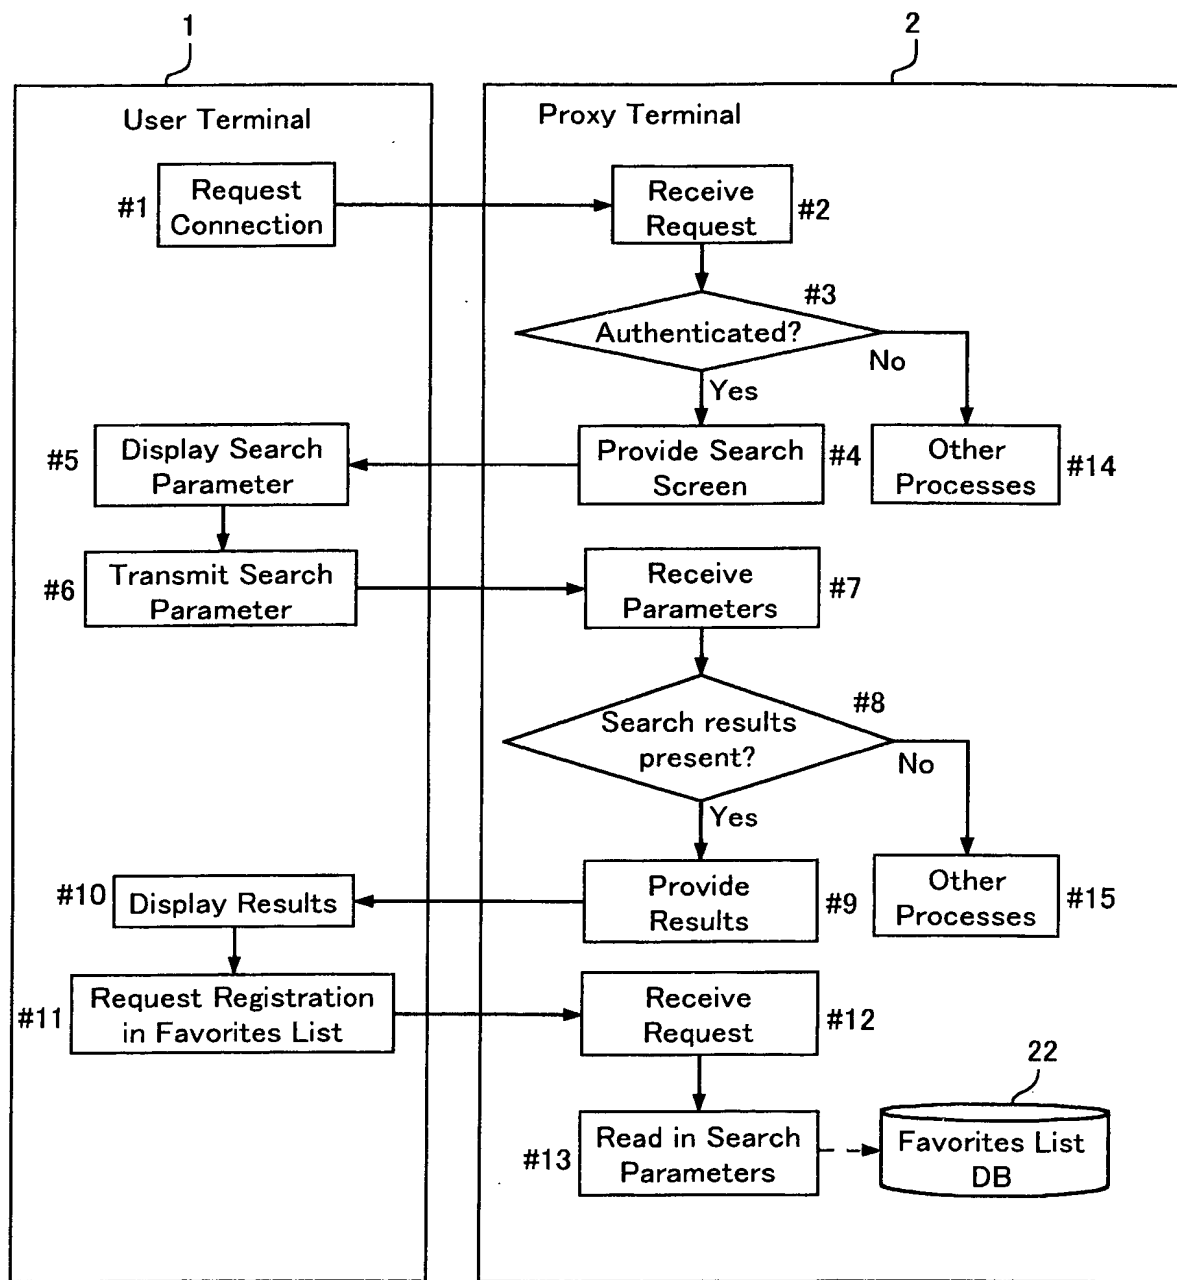 1
2
User Terminal
Proxy Terminal
#1
Request
Connection
Receive
Request
#2
#3
Authenticated?
No
Yes
#5
Display Search
Parameter
Provide Search
Screen
#4
Other
Processes
#14
#6
Transmit Search
Parameter
Receive
Parameters
#7
#8
Search results
present?
No
Yes
#10
Display Results
Provide
Results
#9
Other
Processes
#15
#11
Request Registration
in Favorites List
Receive
Request
#12
22
#13
Read in Search
Parameters
Favorites List
DB